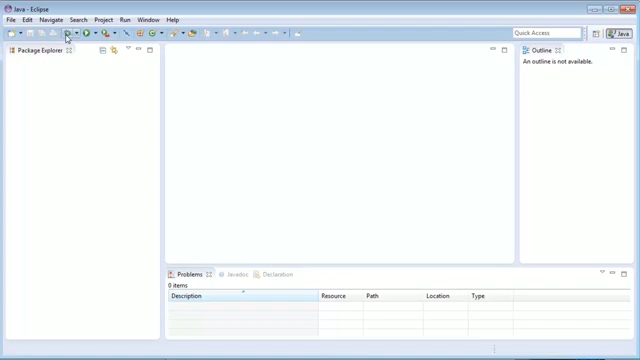 Java - Eclipse
File Edit Navigate Search Project Run Window Help
Quick Access
Java
Package Explorer
Outline
An outline is not available.
Problems Javadoc Declaration
0 items
Description Resource Path Location Type